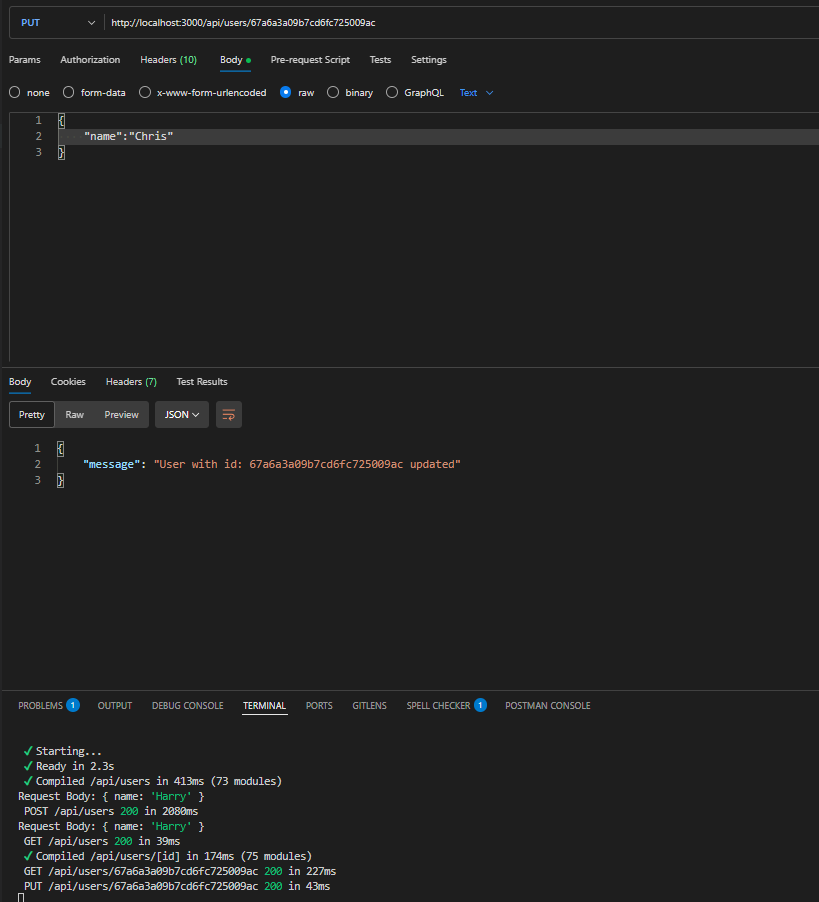 PUT http://localhost:3000/api/users/67a6a3a09b7cd6fc725009ac
Params Authorization Headers (10) Body Pre-request Script Tests Settings
none form-data x-www-form-urlencoded raw binary GraphQL Text
1 {
2 "name":"Chris"
3 }
Body Cookies Headers (7) Test Results
Pretty Raw Preview JSON
1 {
2 "message": "User with id: 67a6a3a09b7cd6fc725009ac updated"
3 }
PROBLEMS 1 OUTPUT DEBUG CONSOLE TERMINAL PORTS GITLENS SPELL CHECKER 1 POSTMAN CONSOLE
✓ Starting...
✓ Ready in 2.3s
✓ Compiled /api/users in 413ms (73 modules)
Request Body: { name: 'Harry' }
POST /api/users 200 in 2080ms
Request Body: { name: 'Harry' }
GET /api/users 200 in 39ms
✓ Compiled /api/users/[id] in 174ms (75 modules)
GET /api/users/67a6a3a09b7cd6fc725009ac 200 in 227ms
PUT /api/users/67a6a3a09b7cd6fc725009ac 200 in 43ms